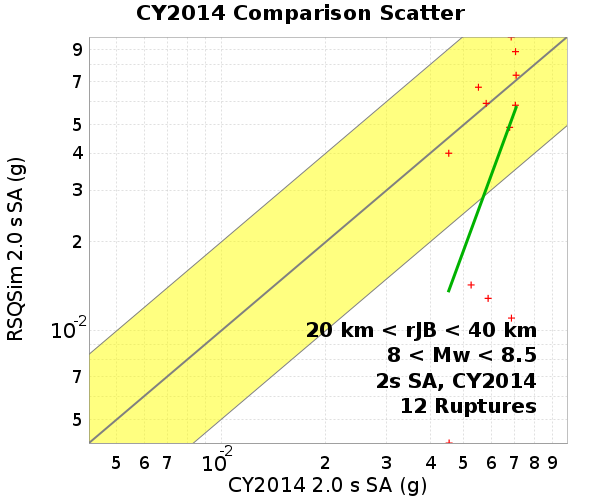 CY2014 Comparison Scatter
RSQSim 2.0 s SA (g)
9
7
5
4
3
2
10-2
7
5
20 km < rJB < 40 km
8 < Mw < 8.5
2s SA, CY2014
12 Ruptures
5 6 7 10-2 2 3 4 5 6 7 8 9
CY2014 2.0 s SA (g)